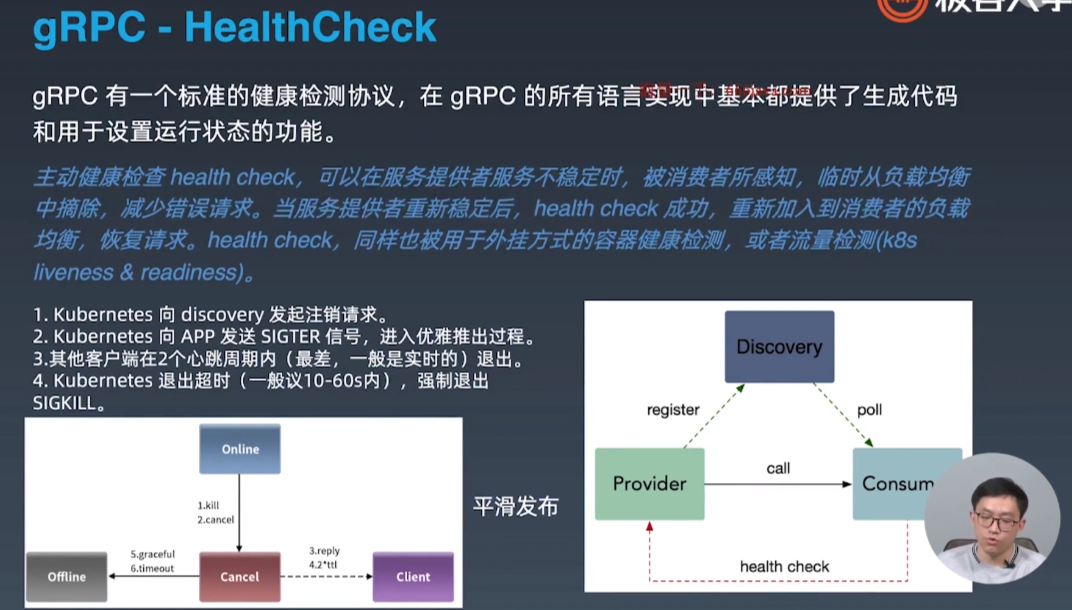 gRPC - HealthCheck
gRPC 有一个标准的健康检测协议，在 gRPC 的所有语言实现中基本都提供了生成代码
和用于设置运行状态的功能。
主动健康检查 health check，可以在服务提供者服务不稳定时，被消费者所感知，临时从负载均衡
中摘除，减少错误请求。当服务提供者重新稳定后，health check 成功，重新加入到消费者的负载
均衡，恢复请求。health check，同样也被用于外挂方式的容器健康检测，或者流量检测(k8s
liveness & readiness)。
1. Kubernetes 向 discovery 发起注销请求。
2. Kubernetes 向 APP 发送 SIGTER 信号，进入优雅推出过程。
3.其他客户端在2个心跳周期内（最差，一般是实时的）退出。
4. Kubernetes 退出超时（一般议10-60s内），强制退出
SIGKILL。
Online
1.kill
2.cancel
5.graceful
6.timeout
3.reply
4.2*ttl
Offline
Cancel
Client
平滑发布
Discovery
register
poll
Provider
call
Consum
health check